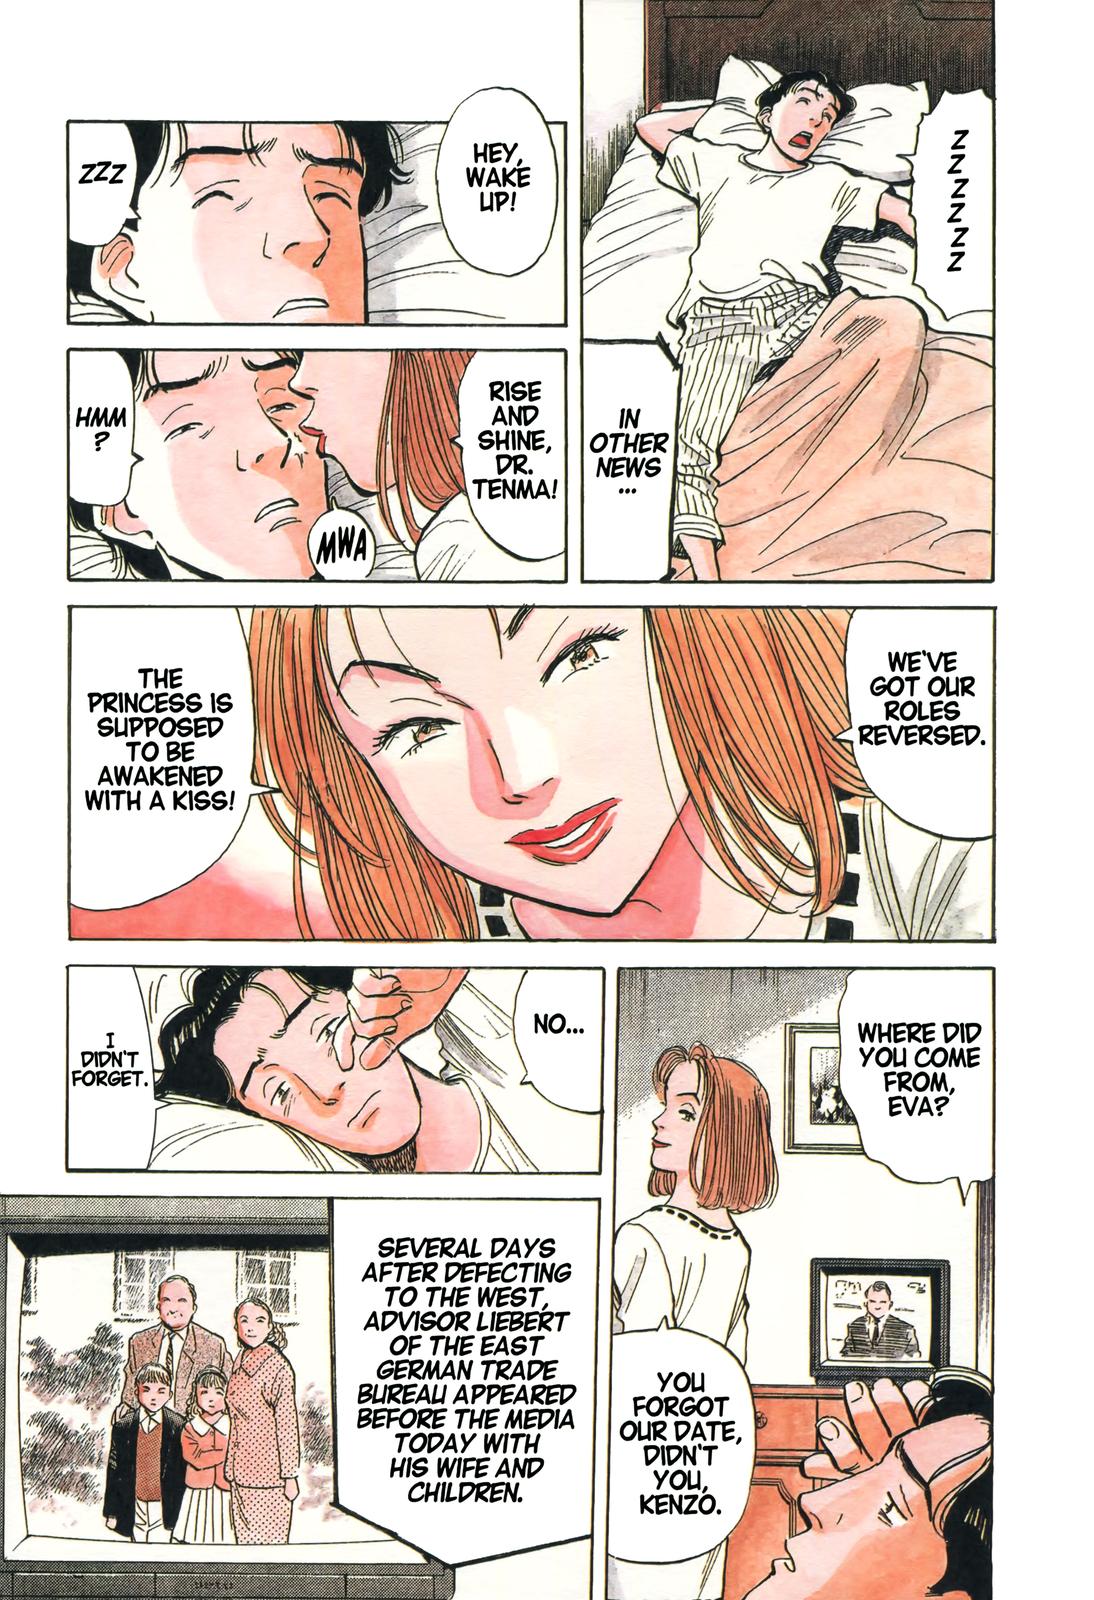 Z
Z
Z
Z
Z
Z
IN
OTHER
NEWS
...
HEY,
WAKE
UP!
ZZZ
RISE
AND
SHINE,
DR.
TENMA!
HMM
?
MWA
WE'VE
GOT OUR
ROLES
REVERSED.
THE
PRINCESS IS
SUPPOSED
TO BE
AWAKENED
WITH A KISS!
WHERE DID
YOU COME
FROM,
EVA?
YOU
FORGOT
OUR DATE,
DIDN'T
YOU,
KENZO.
NO...
I
DIDN'T
FORGET.
SEVERAL DAYS
AFTER DEFECTING
TO THE WEST,
ADVISOR LIEBERT
OF THE EAST
GERMAN TRADE
BUREAU APPEARED
BEFORE THE MEDIA
TODAY WITH
HIS WIFE AND
CHILDREN.